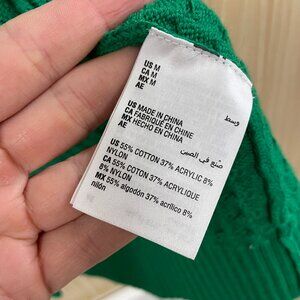 US M
CA M
MX M
AE وسط
US MADE IN CHINA
CA FABRIQUÉ EN CHINE
MX HECHO EN CHINA
AE صنع في الصين
US 55% COTTON 37% ACRYLIC 8%
NYLON
CA 55% COTON 37% ACRYLIQUE
8% NYLON
MX 55% algodón 37% acrílico 8%
nilón